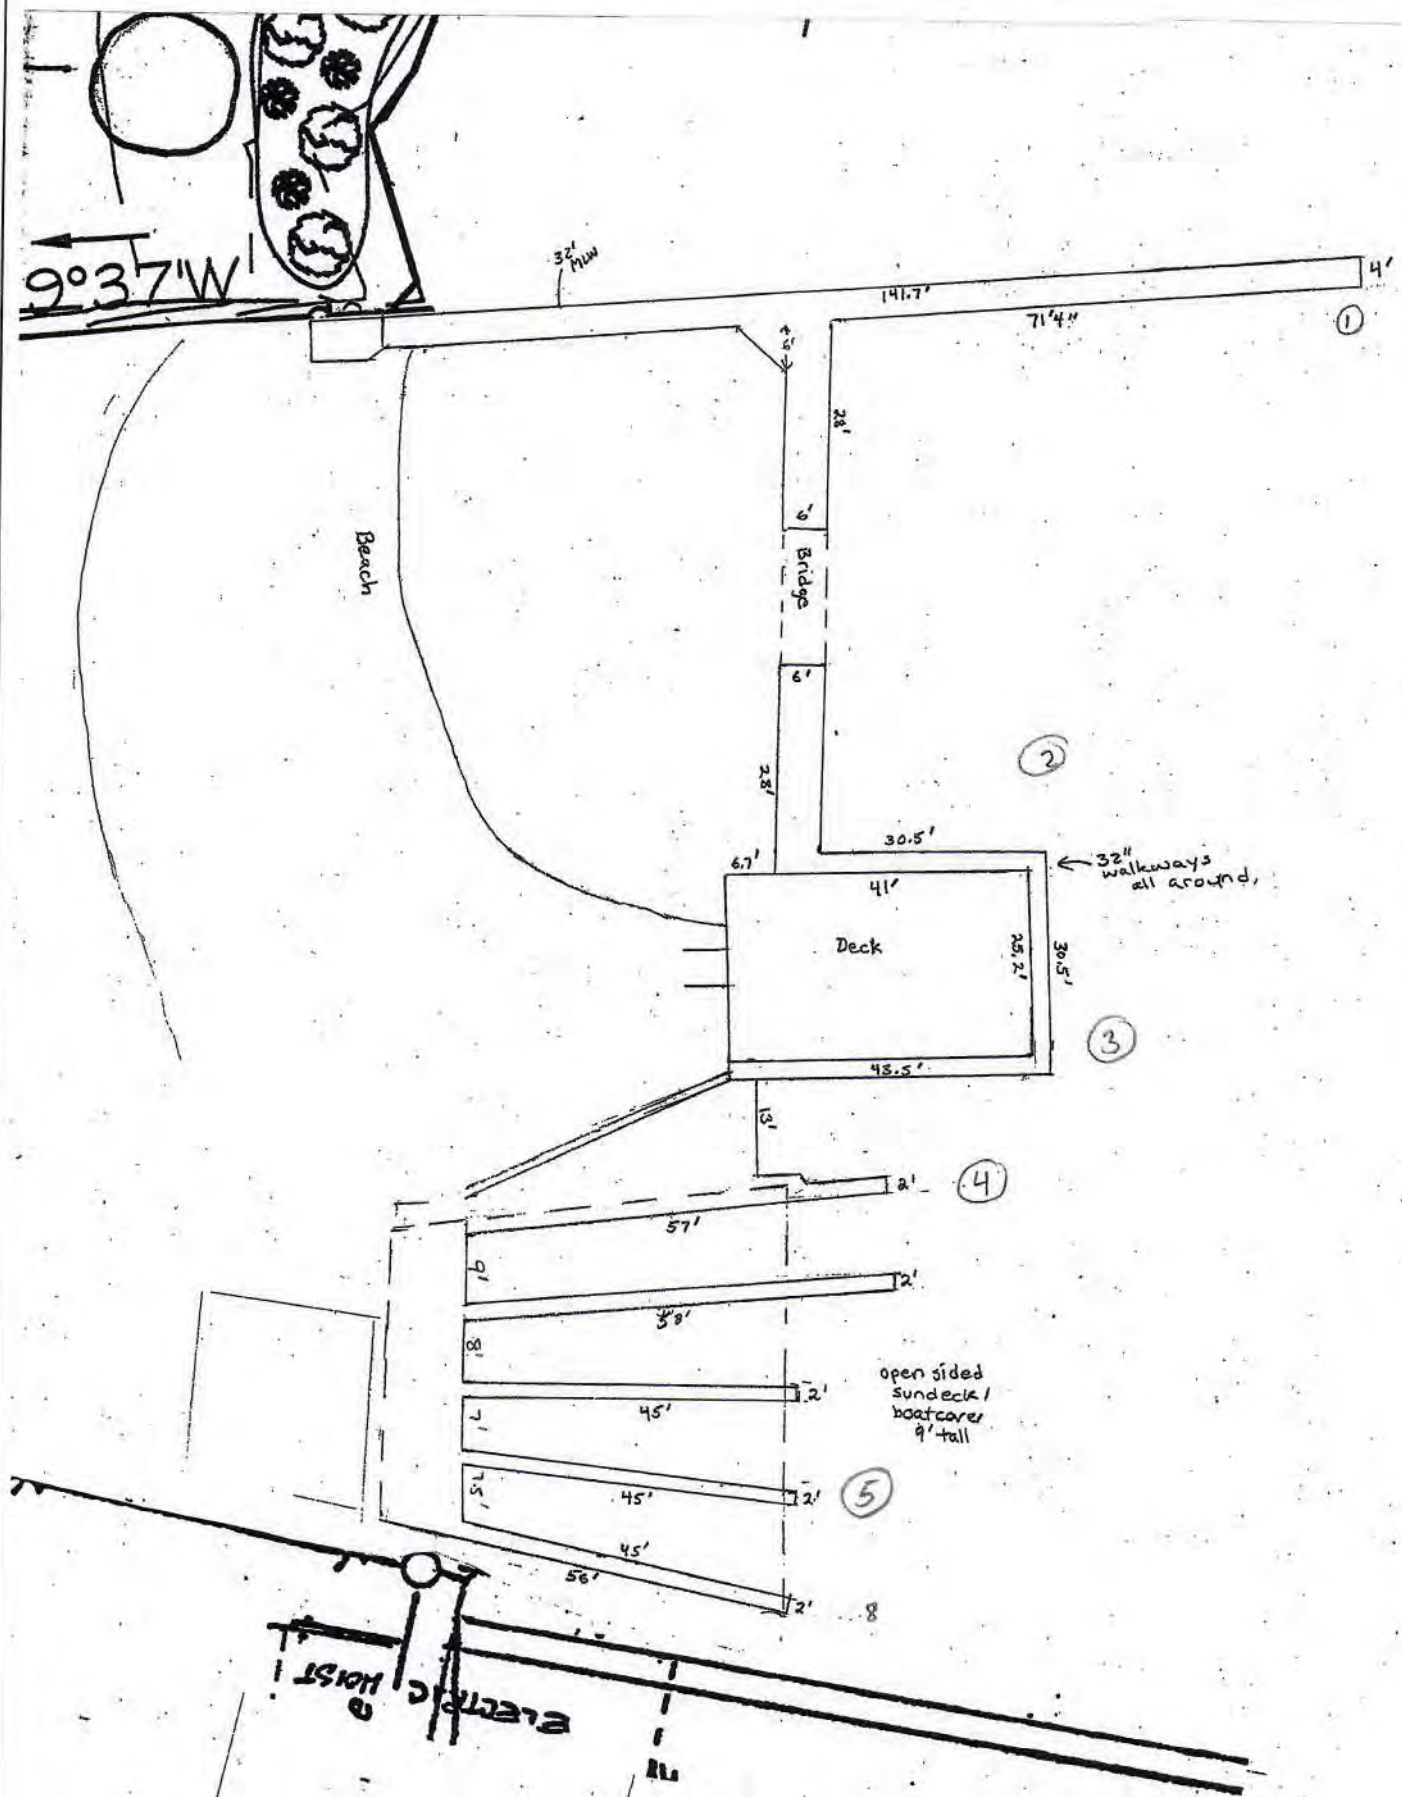 9°37'W
32'
MLW
141.7'
4'
71'4"
1
6'
28'
6'
Bridge
Beach
6'
28'
2
30.5'
6.7'
41'
32"
walkways
all around,
Deck
25.2'
30.5'
3
43.5'
13'
2'
4
57'
9'
2'
58'
8'
open sided
sundeck/
boatcover
9' tall
2'
45'
7'
7.5'
45'
2'
5
45'
56'
2'
8
ELECTRIC
HOIST